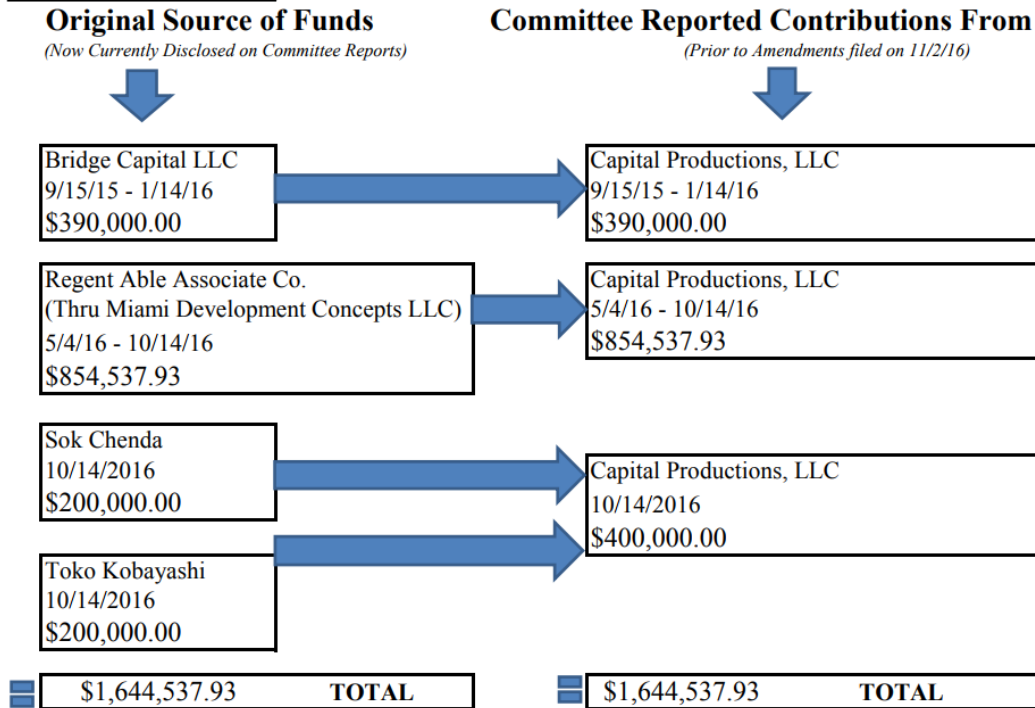 Original Source of Funds
(Now Currently Disclosed on Committee Reports)
Committee Reported Contributions From
(Prior to Amendments filed on 11/2/16)
Bridge Capital LLC
9/15/15 - 1/14/16
$390,000.00
Capital Productions, LLC
9/15/15 - 1/14/16
$390,000.00
Regent Able Associate Co.
(Thru Miami Development Concepts LLC)
5/4/16 - 10/14/16
$854,537.93
Capital Productions, LLC
5/4/16 - 10/14/16
$854,537.93
Sok Chenda
10/14/2016
$200,000.00
Toko Kobayashi
10/14/2016
$200,000.00
Capital Productions, LLC
10/14/2016
$400,000.00
$1,644,537.93 TOTAL
$1,644,537.93 TOTAL